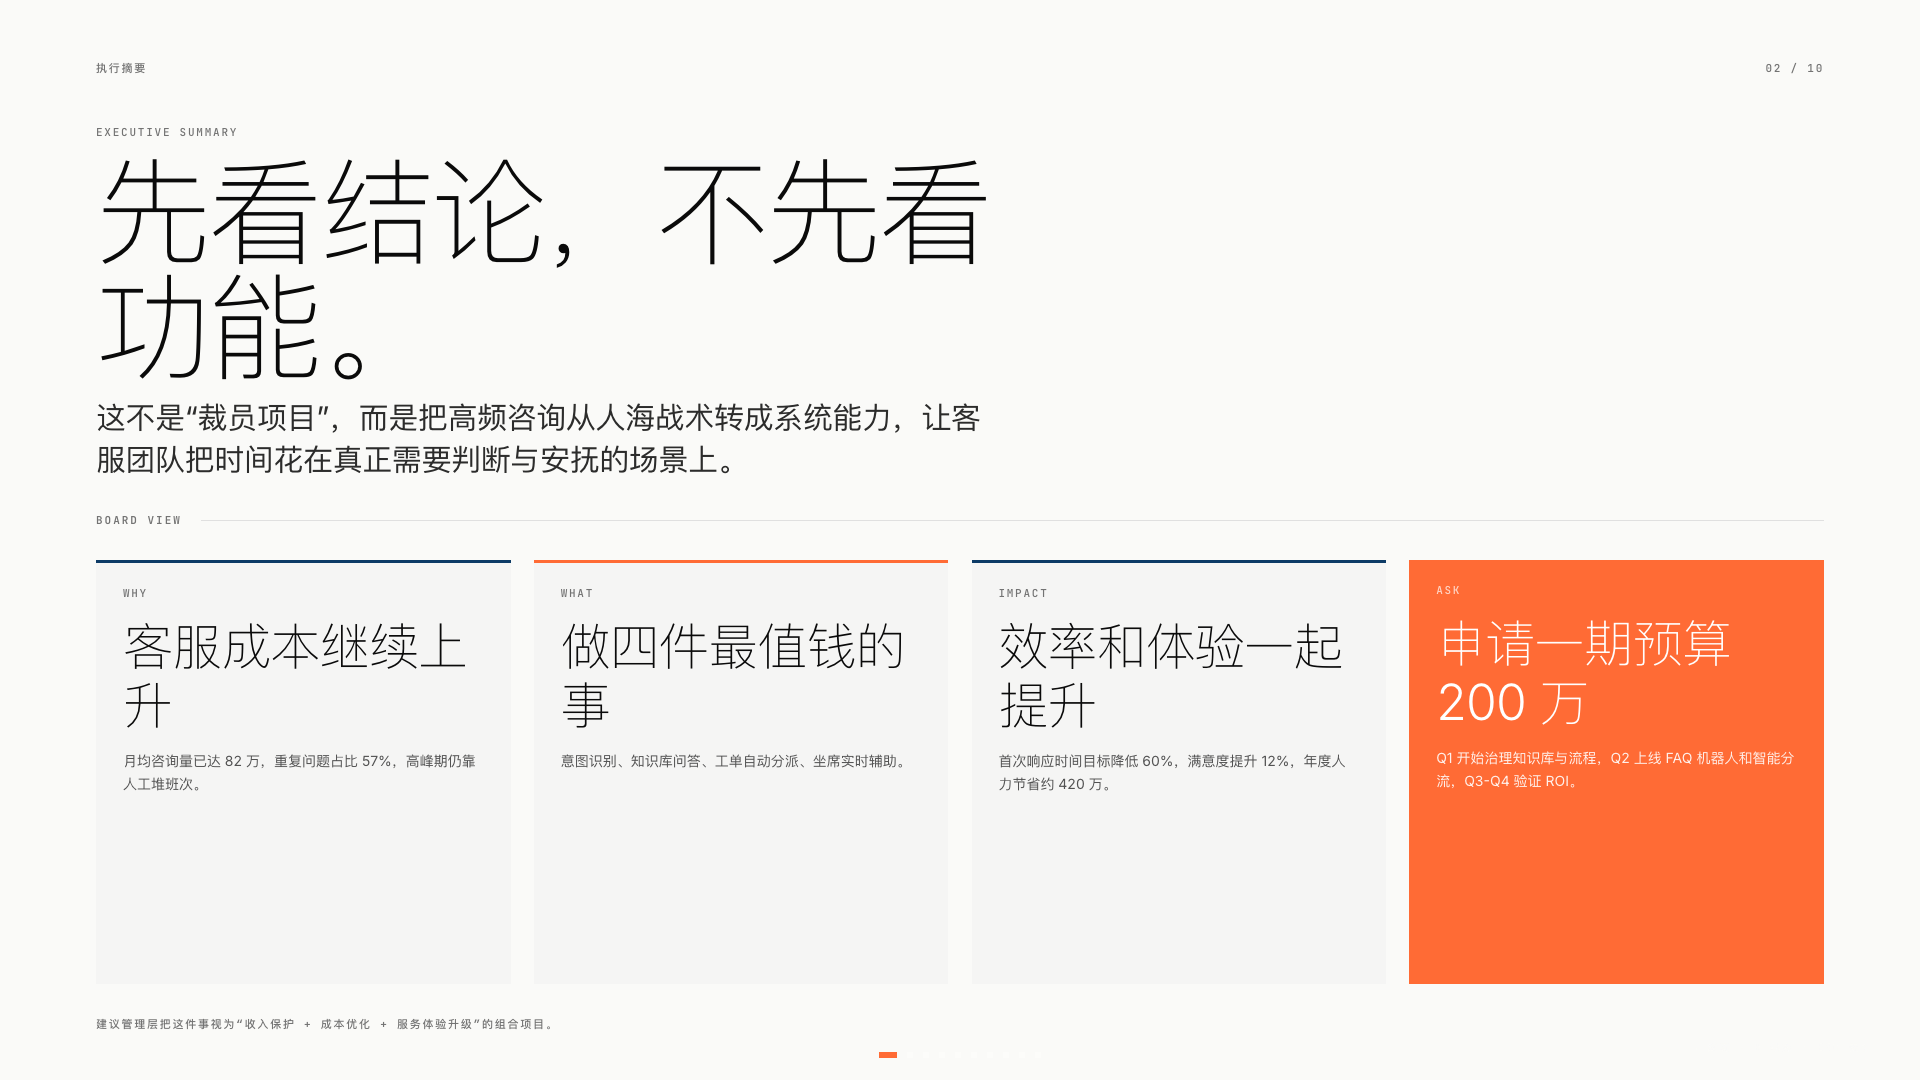 执行摘要
02 / 10
EXECUTIVE SUMMARY
先看结论，不先看
功能。
这不是“裁员项目”，而是把高频咨询从人海战术转成系统能力，让客
服团队把时间花在真正需要判断与安抚的场景上。
BOARD VIEW
WHY
客服成本继续上
升
月均咨询量已达 82 万，重复问题占比 57%，高峰期仍靠
人工堆班次。
WHAT
做四件最值钱的
事
意图识别、知识库问答、工单自动分派、坐席实时辅助。
IMPACT
效率和体验一起
提升
首次响应时间目标降低 60%，满意度提升 12%，年度人
力节省约 420 万。
ASK
申请一期预算
200 万
Q1 开始治理知识库与流程，Q2 上线 FAQ 机器人和智能分
流，Q3-Q4 验证 ROI。
建议管理层把这件事视为“收入保护 + 成本优化 + 服务体验升级”的组合项目。